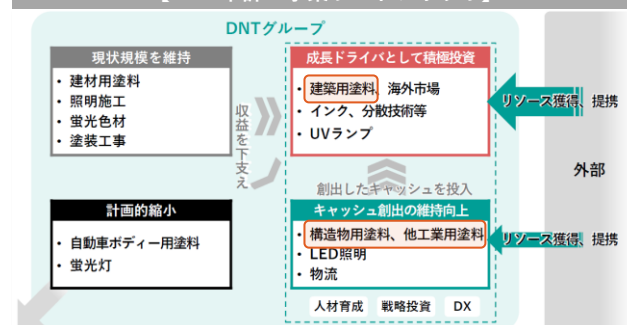 DNTグループ
現状規模を維持
・ 建材用塗料
・ 照明施工
・ 蛍光色材
・ 塗装工事
収益を下支え
成長ドライバとして積極投資
・ 建築用塗料、海外市場
・ インク、分散技術等
・ UVランプ
リソース獲得、提携
外部
創出したキャッシュを投入
計画的縮小
・ 自動車ボディー用塗料
・ 蛍光灯
キャッシュ創出の維持向上
・ 構造物用塗料、他工業用塗料
・ LED照明
・ 物流
リソース獲得、提携
人材育成
戦略投資
DX